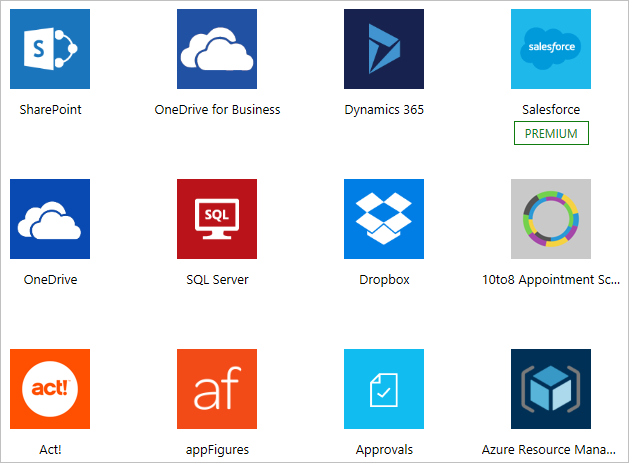 S
salesforce
SharePoint
OneDrive for Business
Dynamics 365
Salesforce
PREMIUM
SQL
OneDrive
SQL Server
Dropbox
10to8 Appointment Sc...
act!
af
Act!
appFigures
Approvals
Azure Resource Mana...